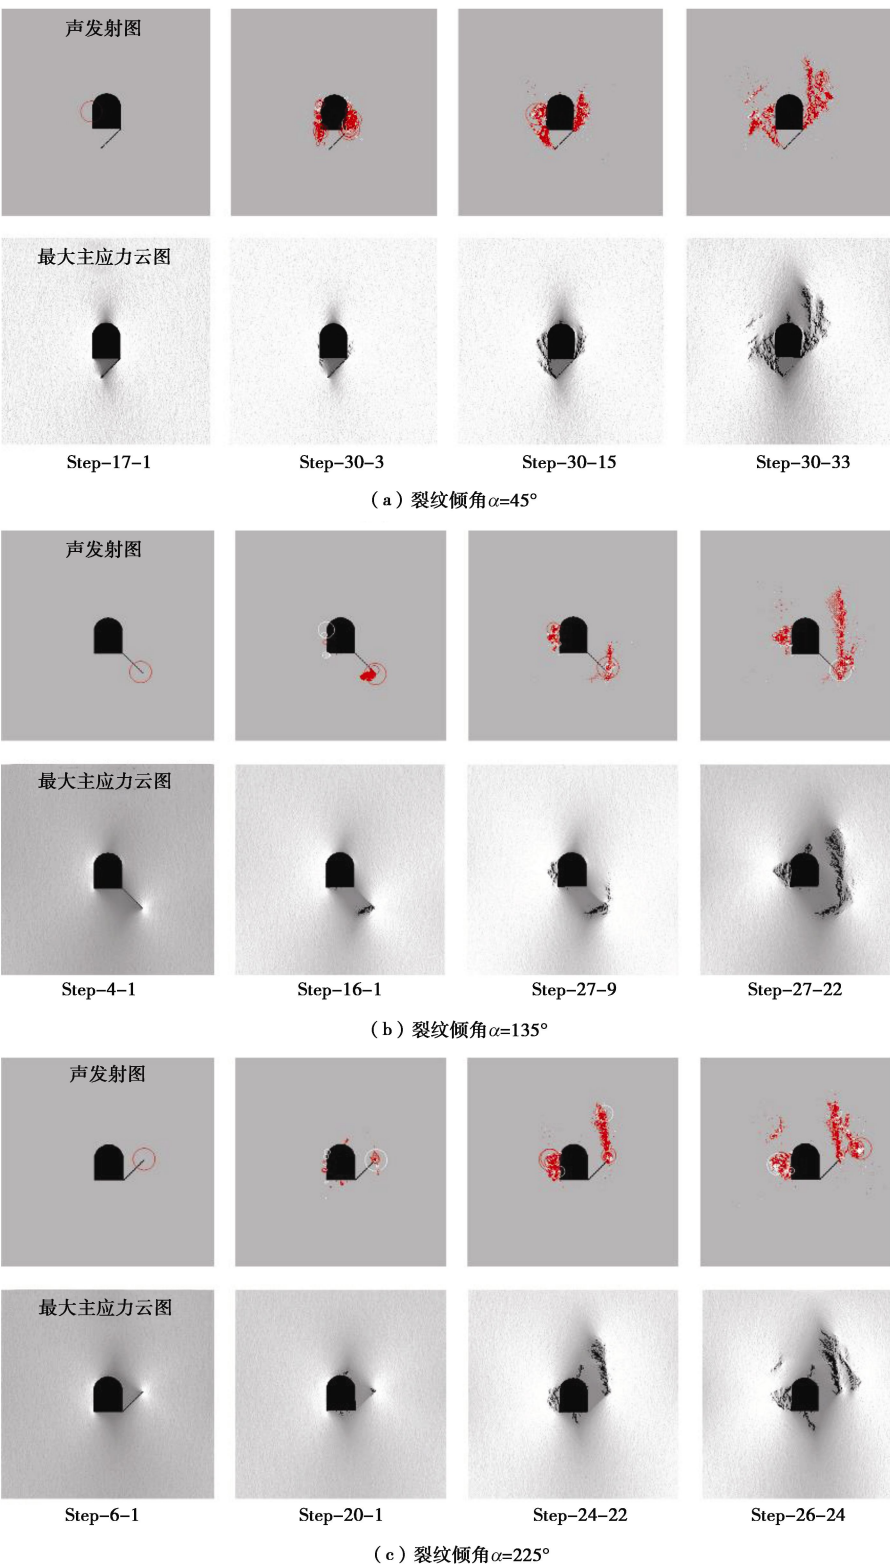 声发射图
最大主应力云图
Step-17-1 Step-30-3 Step-30-15 Step-30-33
（a）裂纹倾角α=45°
声发射图
最大主应力云图
Step-4-1 Step-16-1 Step-27-9 Step-27-22
（b）裂纹倾角α=135°
声发射图
最大主应力云图
Step-6-1 Step-20-1 Step-24-22 Step-26-24
（c）裂纹倾角α=225°